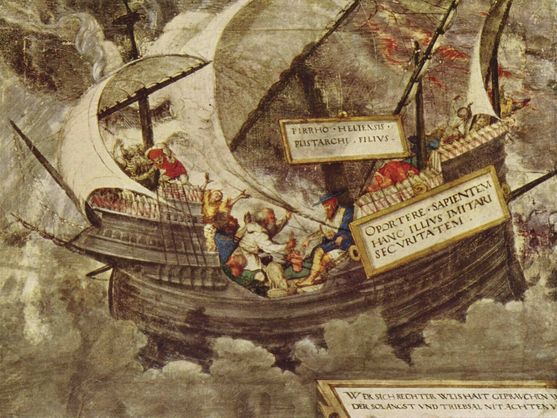 PIRRHO · HELIENSIS ·
PLISTARCHI · FILIVS ·
OPORTERE · SAPIENTEM
HANC ILLIVS IMITARI
SECVRITATEM ·
WER SICH RECHTER WEISHAIT GEPRAUCHEN
DER SOL ANGST VND TRIEBSAL NIT ACHTEN